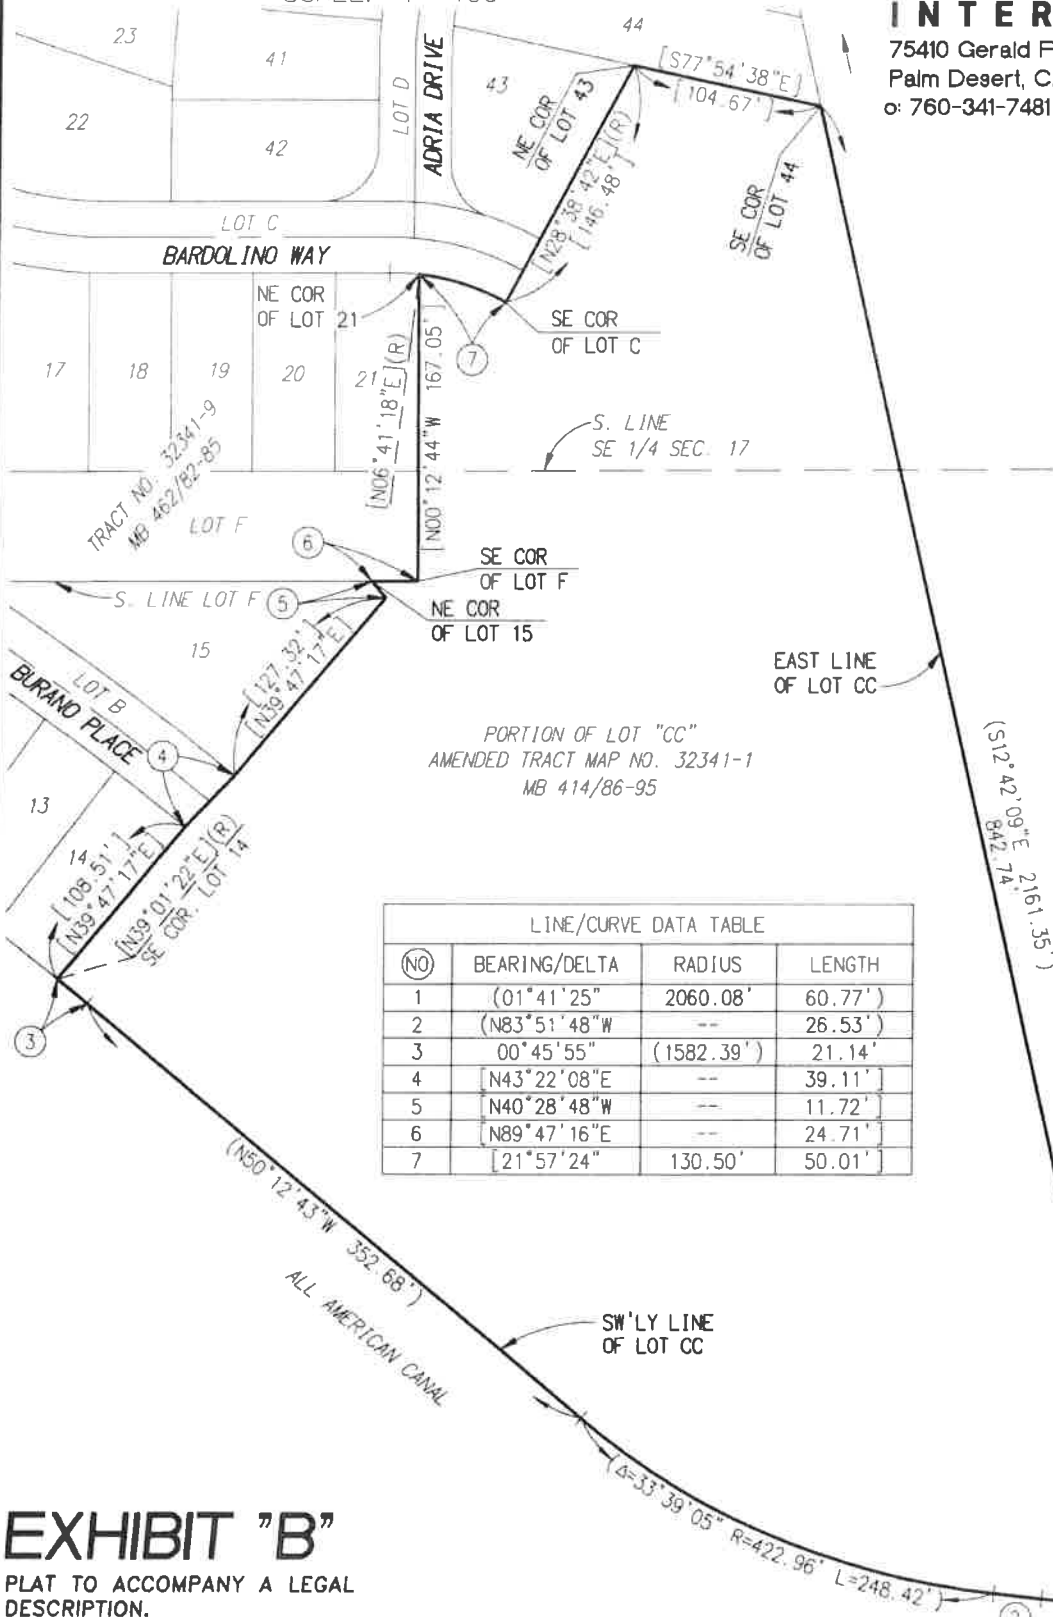 INTER
75410 Gerald F
Palm Desert, C
o: 760-341-7481
23
41
44
22
42
LOT D
ADRIA DRIVE
43
NE COR
OF LOT 43
[S77°54'38"E]
[104.67']
[N28°38'42"E](R)
[146.48']
SE COR
OF LOT 44
LOT C
BARDOLINO WAY
NE COR
OF LOT 21
7
SE COR
OF LOT C
17
18
19
20
21
[N06°41'18"E](R)
[N00°12'44"W 167.05']
S. LINE
SE 1/4 SEC. 17
TRACT NO. 32341-9
MB 462/82-85
LOT F
6
SE COR
OF LOT F
S. LINE LOT F
5
NE COR
OF LOT 15
15
[127.32']
[N39°47'17"E]
LOT B
BURANO PLACE
4
EAST LINE
OF LOT CC
PORTION OF LOT "CC"
AMENDED TRACT MAP NO. 32341-1
MB 414/86-95
(S12°42'09"E 2161.35')
842.74'
13
14
[108.51']
[N39°47'17"E]
[N39°01'22"E](R)
SE COR. LOT 14
3
LINE/CURVE DATA TABLE
NO BEARING/DELTA RADIUS LENGTH
1 (01°41'25" 2060.08' 60.77')
2 (N83°51'48"W -- 26.53')
3 00°45'55" (1582.39') 21.14'
4 [N43°22'08"E -- 39.11']
5 [N40°28'48"W -- 11.72']
6 [N89°47'16"E -- 24.71']
7 [21°57'24" 130.50' 50.01']
(N50°12'43"W 352.68')
ALL AMERICAN CANAL
SW'LY LINE
OF LOT CC
(Δ=33°39'05" R=422.96' L=248.42')
EXHIBIT "B"
PLAT TO ACCOMPANY A LEGAL
DESCRIPTION.